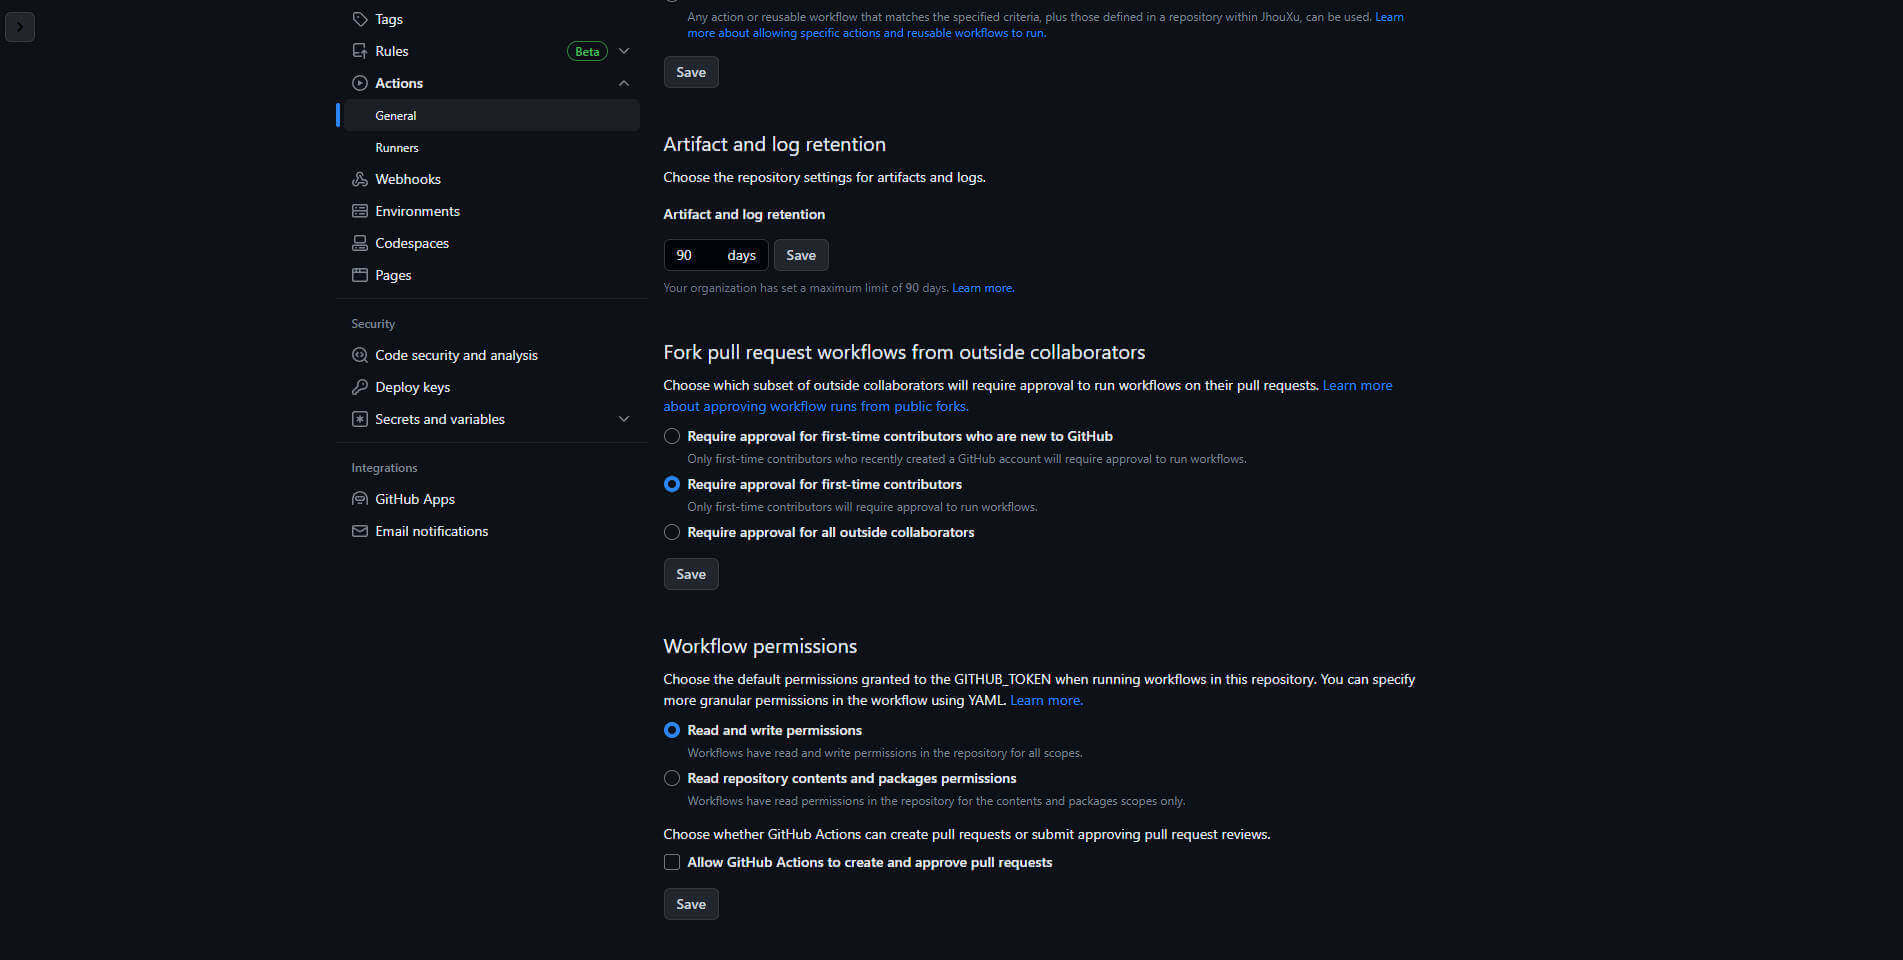 Tags
Rules
Beta
Actions
General
Runners
Webhooks
Environments
Codespaces
Pages
Security
Code security and analysis
Deploy keys
Secrets and variables
Integrations
GitHub Apps
Email notifications
Any action or reusable workflow that matches the specified criteria, plus those defined in a repository within JhouXu, can be used. Learn
more about allowing specific actions and reusable workflows to run.
Save
Artifact and log retention
Choose the repository settings for artifacts and logs.
Artifact and log retention
90 days Save
Your organization has set a maximum limit of 90 days. Learn more.
Fork pull request workflows from outside collaborators
Choose which subset of outside collaborators will require approval to run workflows on their pull requests. Learn more
about approving workflow runs from public forks.
Require approval for first-time contributors who are new to GitHub
Only first-time contributors who recently created a GitHub account will require approval to run workflows.
Require approval for first-time contributors
Only first-time contributors will require approval to run workflows.
Require approval for all outside collaborators
Save
Workflow permissions
Choose the default permissions granted to the GITHUB_TOKEN when running workflows in this repository. You can specify
more granular permissions in the workflow using YAML. Learn more.
Read and write permissions
Workflows have read and write permissions in the repository for all scopes.
Read repository contents and packages permissions
Workflows have read permissions in the repository for the contents and packages scopes only.
Choose whether GitHub Actions can create pull requests or submit approving pull request reviews.
Allow GitHub Actions to create and approve pull requests
Save